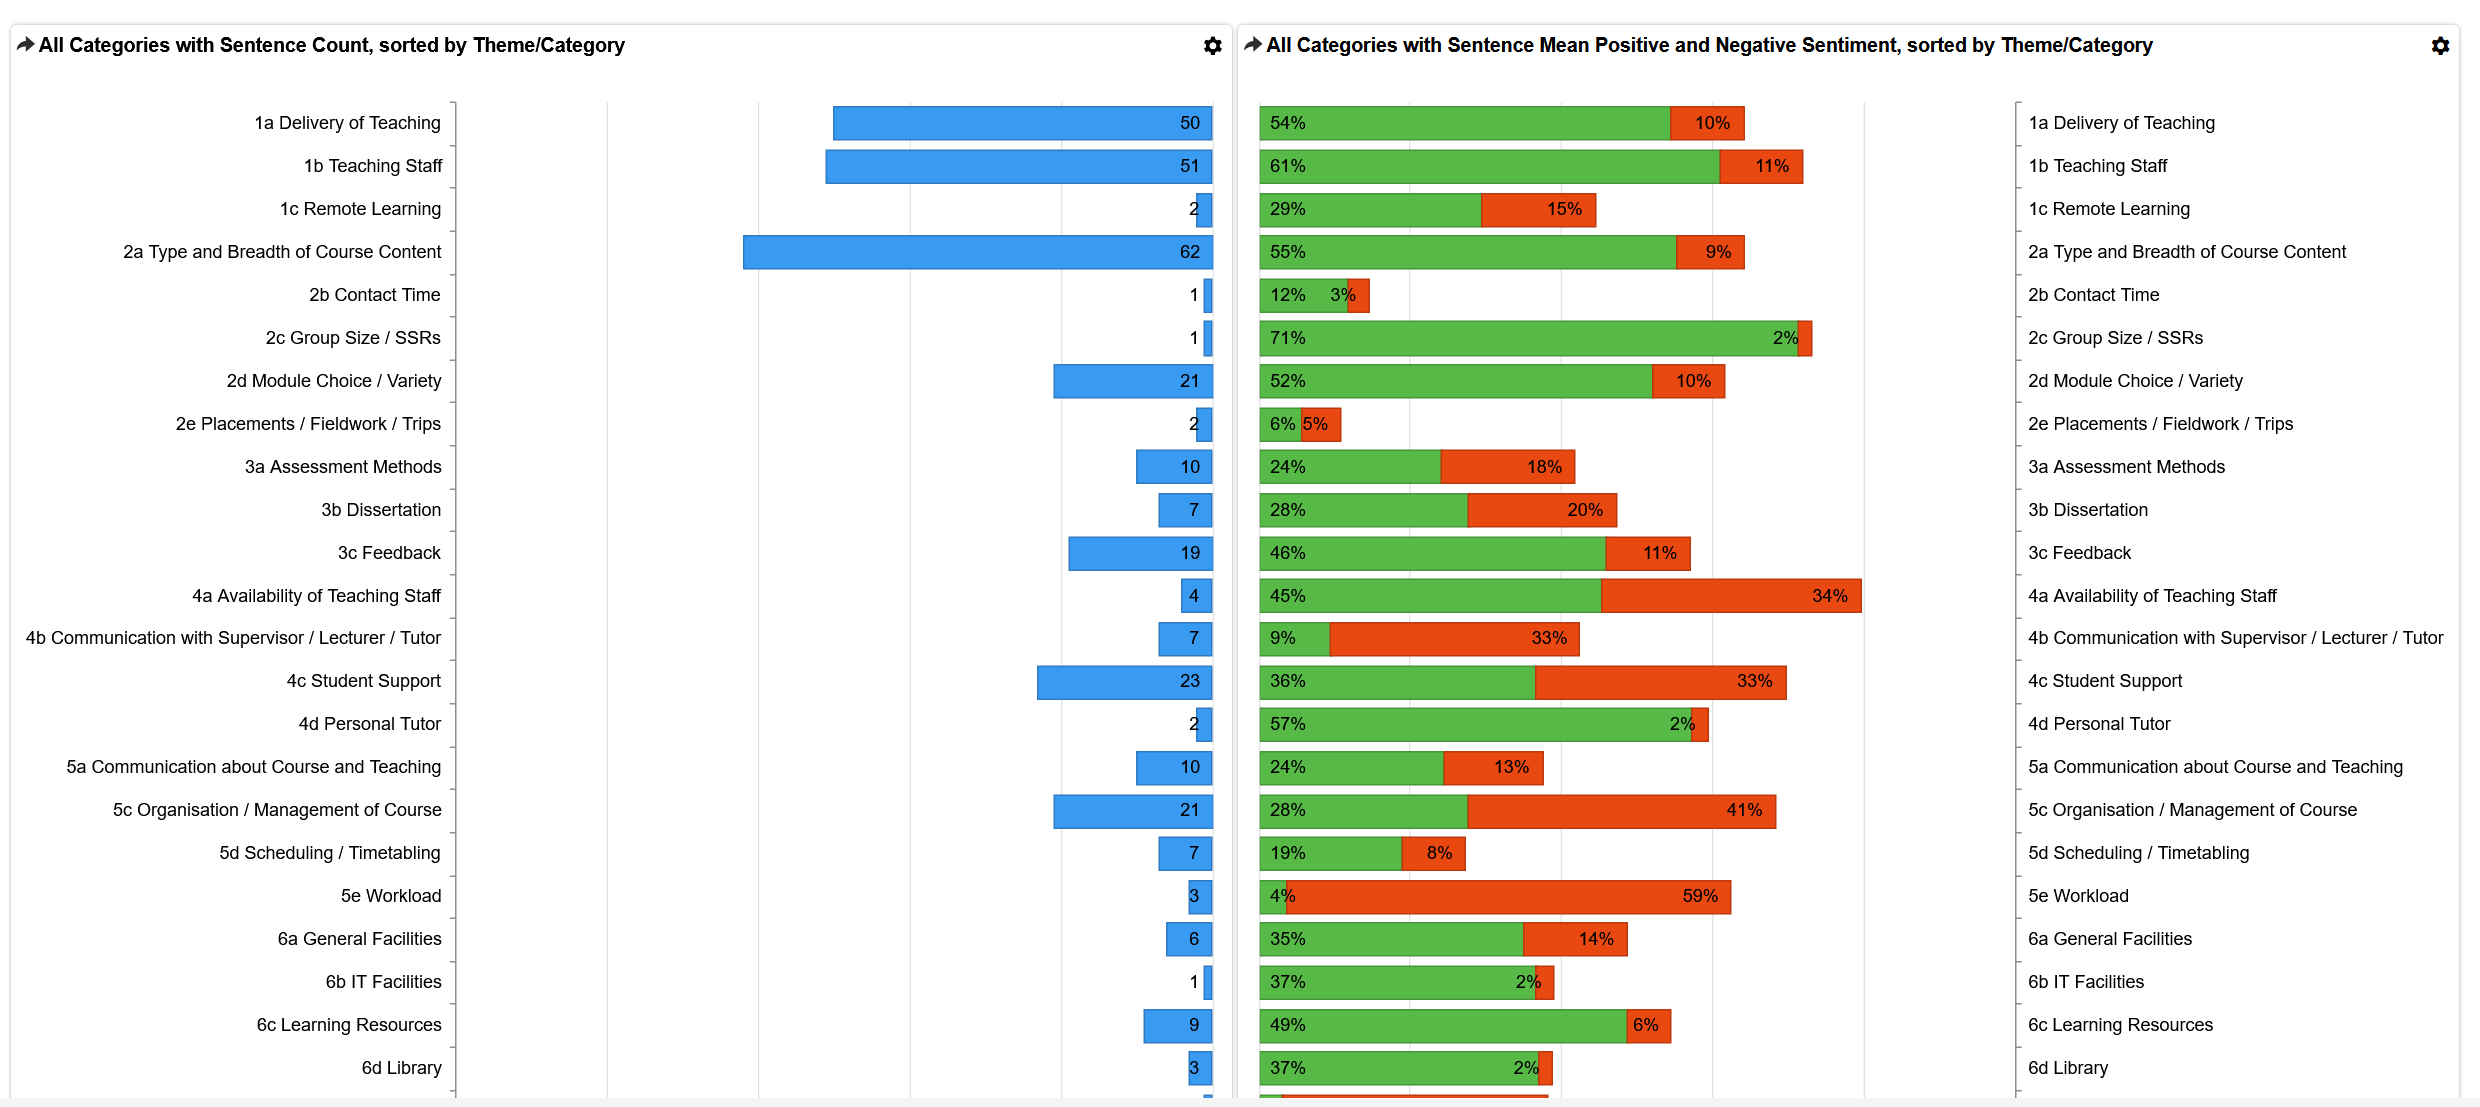 All Categories with Sentence Count, sorted by Theme/Category
1a Delivery of Teaching 50
1b Teaching Staff 51
1c Remote Learning 2
2a Type and Breadth of Course Content 62
2b Contact Time 1
2c Group Size / SSRs 1
2d Module Choice / Variety 21
2e Placements / Fieldwork / Trips 2
3a Assessment Methods 10
3b Dissertation 7
3c Feedback 19
4a Availability of Teaching Staff 4
4b Communication with Supervisor / Lecturer / Tutor 7
4c Student Support 23
4d Personal Tutor 2
5a Communication about Course and Teaching 10
5c Organisation / Management of Course 21
5d Scheduling / Timetabling 7
5e Workload 3
6a General Facilities 6
6b IT Facilities 1
6c Learning Resources 9
6d Library 3
All Categories with Sentence Mean Positive and Negative Sentiment, sorted by Theme/Category
54% 10% 1a Delivery of Teaching
61% 11% 1b Teaching Staff
29% 15% 1c Remote Learning
55% 9% 2a Type and Breadth of Course Content
12% 3% 2b Contact Time
71% 2% 2c Group Size / SSRs
52% 10% 2d Module Choice / Variety
6% 5% 2e Placements / Fieldwork / Trips
24% 18% 3a Assessment Methods
28% 20% 3b Dissertation
46% 11% 3c Feedback
45% 34% 4a Availability of Teaching Staff
9% 33% 4b Communication with Supervisor / Lecturer / Tutor
36% 33% 4c Student Support
57% 2% 4d Personal Tutor
24% 13% 5a Communication about Course and Teaching
28% 41% 5c Organisation / Management of Course
19% 8% 5d Scheduling / Timetabling
4% 59% 5e Workload
35% 14% 6a General Facilities
37% 2% 6b IT Facilities
49% 6% 6c Learning Resources
37% 2% 6d Library